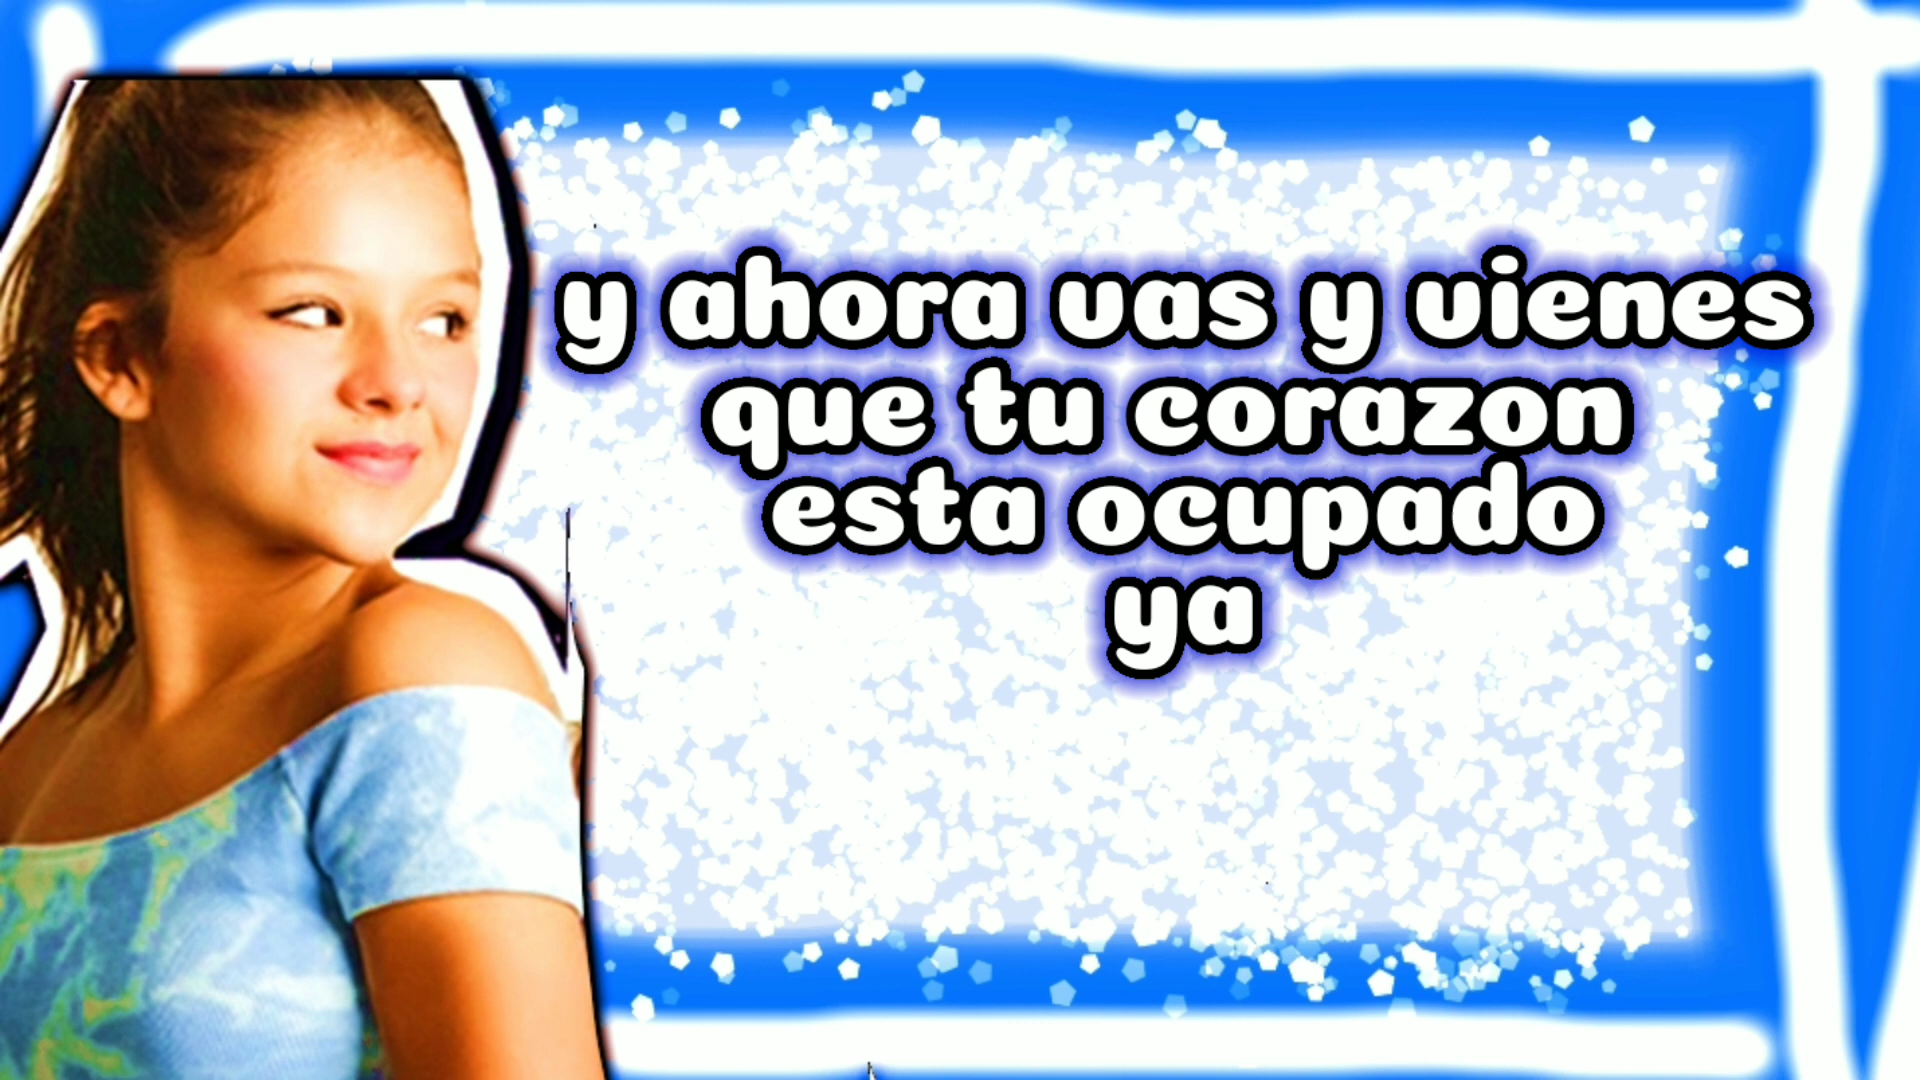 y ahora vas y vienes
que tu corazon
esta ocupado
ya